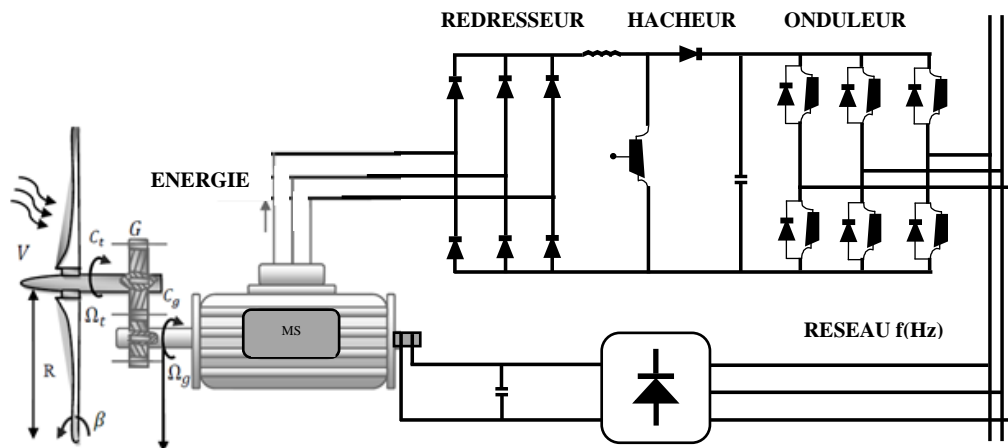 REDRESSEUR HACHEUR ONDULEUR
ENERGIE
V
C_t
G
C_g
Ω_t
MS
RESEAU f(Hz)
R
Ω_g
β